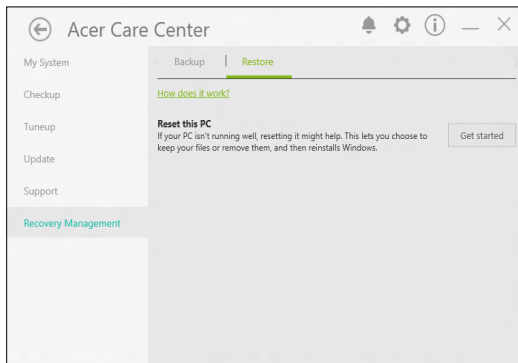 Acer Care Center
My System
Checkup
Tuneup
Update
Support
Recovery Management
Backup | Restore
How does it work?
Reset this PC
If your PC isn't running well, resetting it might help. This lets you choose to
keep your files or remove them, and then reinstalls Windows.
Get started